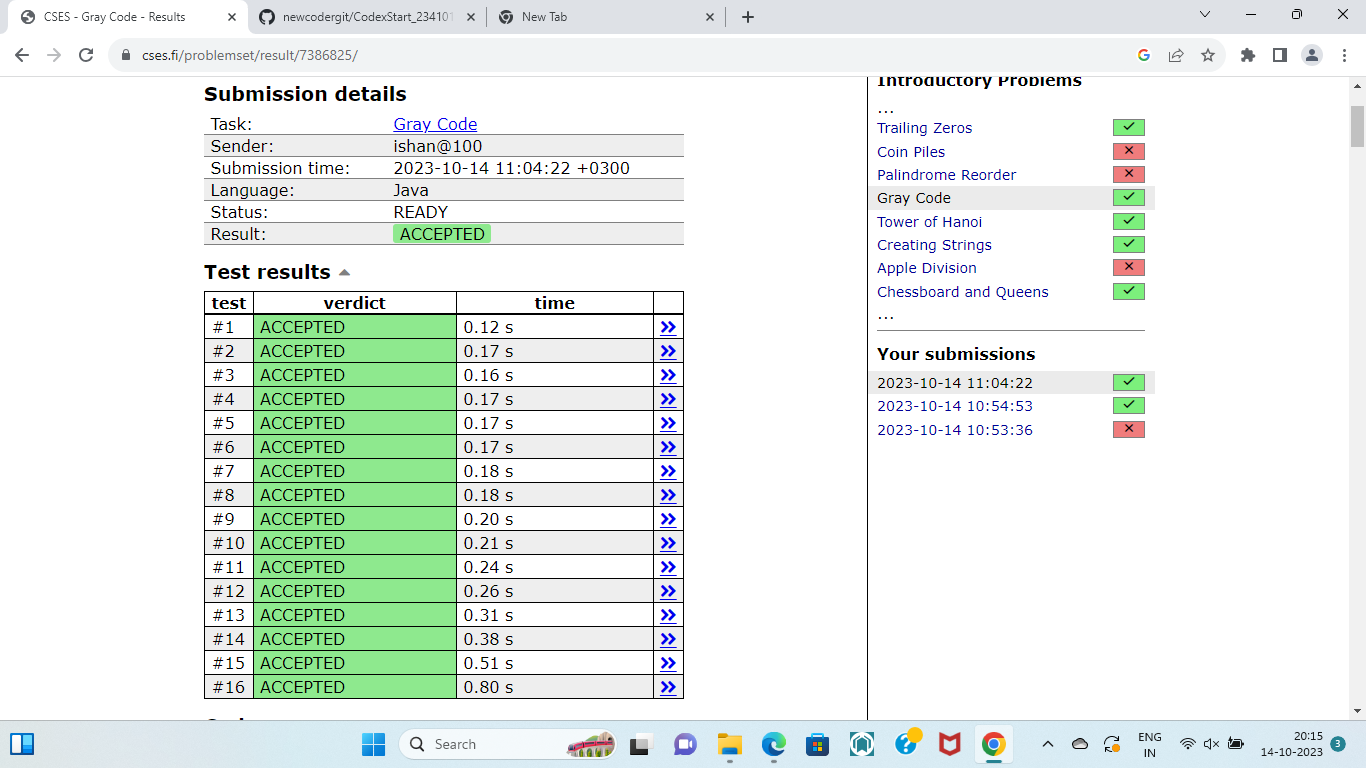 CSES - Gray Code - Results
newcodergit/CodexStart_234101
New Tab
cses.fi/problemset/result/7386825/
Submission details
Task: Gray Code
Sender: ishan@100
Submission time: 2023-10-14 11:04:22 +0300
Language: Java
Status: READY
Result: ACCEPTED
Test results
test verdict time
#1 ACCEPTED 0.12 s
#2 ACCEPTED 0.17 s
#3 ACCEPTED 0.16 s
#4 ACCEPTED 0.17 s
#5 ACCEPTED 0.17 s
#6 ACCEPTED 0.17 s
#7 ACCEPTED 0.18 s
#8 ACCEPTED 0.18 s
#9 ACCEPTED 0.20 s
#10 ACCEPTED 0.21 s
#11 ACCEPTED 0.24 s
#12 ACCEPTED 0.26 s
#13 ACCEPTED 0.31 s
#14 ACCEPTED 0.38 s
#15 ACCEPTED 0.51 s
#16 ACCEPTED 0.80 s
Introductory Problems
...
Trailing Zeros
Coin Piles
Palindrome Reorder
Gray Code
Tower of Hanoi
Creating Strings
Apple Division
Chessboard and Queens
...
Your submissions
2023-10-14 11:04:22
2023-10-14 10:54:53
2023-10-14 10:53:36
Search
ENG
IN
20:15
14-10-2023
3